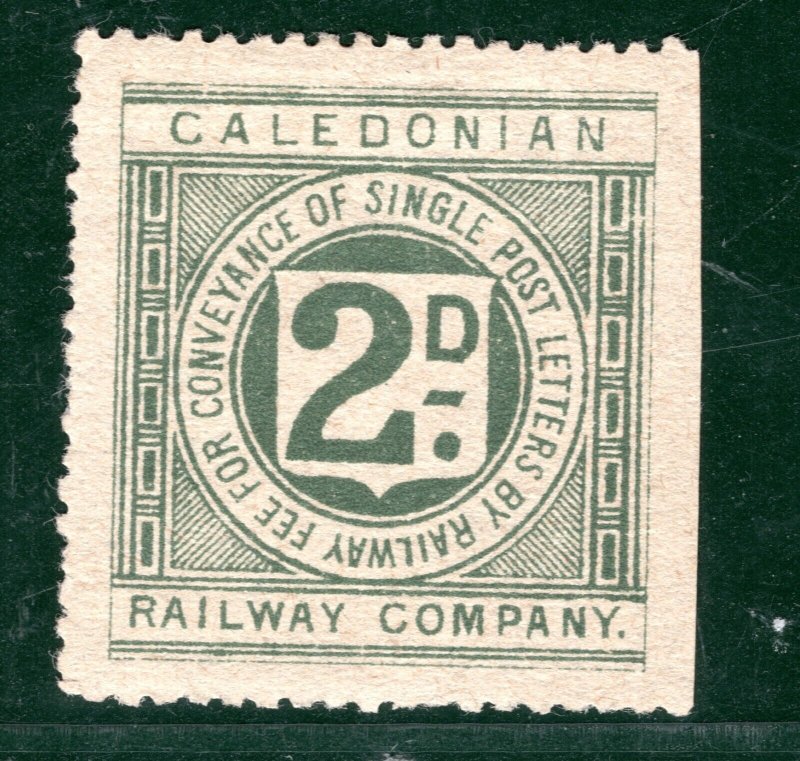 CALEDONIAN
FEE FOR CONVEYANCE OF SINGLE POST LETTERS BY RAILWAY
2D.
RAILWAY COMPANY.